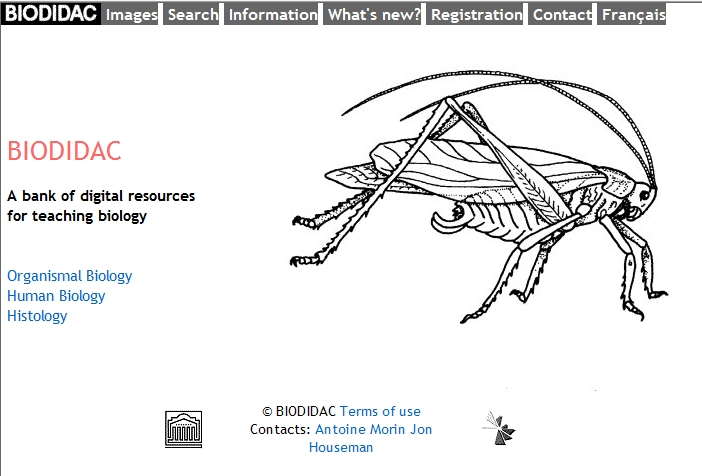 BIODIDAC Images Search Information What's new? Registration Contact Français
BIODIDAC
A bank of digital resources
for teaching biology
Organismal Biology
Human Biology
Histology
© BIODIDAC Terms of use
Contacts: Antoine Morin Jon
Houseman